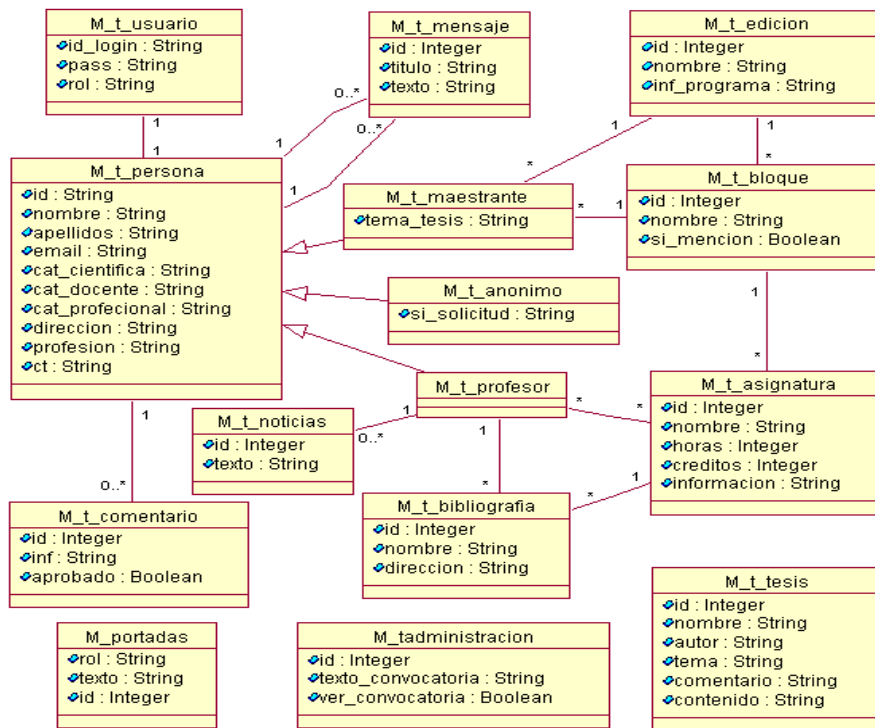 M_t_usuario
id_login : String
pass : String
rol : String
M_t_mensaje
id : Integer
titulo : String
texto : String
M_t_edicion
id : Integer
nombre : String
inf_programa : String
1
1
0..*
1
0..*
1
1
*
1
*
M_t_persona
id : String
nombre : String
apellidos : String
email : String
cat_cientifica : String
cat_docente : String
cat_profecional : String
direccion : String
profesion : String
ct : String
M_t_maestrante
tema_tesis : String
*
1
M_t_bloque
id : Integer
nombre : String
si_mencion : Boolean
M_t_anonimo
si_solicitud : String
1
*
M_t_profesor
M_t_asignatura
id : Integer
nombre : String
horas : Integer
creditos : Integer
informacion : String
*
*
1
0..*
M_t_noticias
id : Integer
texto : String
1
*
1
*
1
0..*
M_t_comentario
id : Integer
inf : String
aprobado : Boolean
M_t_bibliografia
id : Integer
nombre : String
direccion : String
M_t_tesis
id : Integer
nombre : String
autor : String
tema : String
comentario : String
contenido : String
M_portadas
rol : String
texto : String
id : Integer
M_tadministracion
id : Integer
texto_convocatoria : String
ver_convocatoria : Boolean